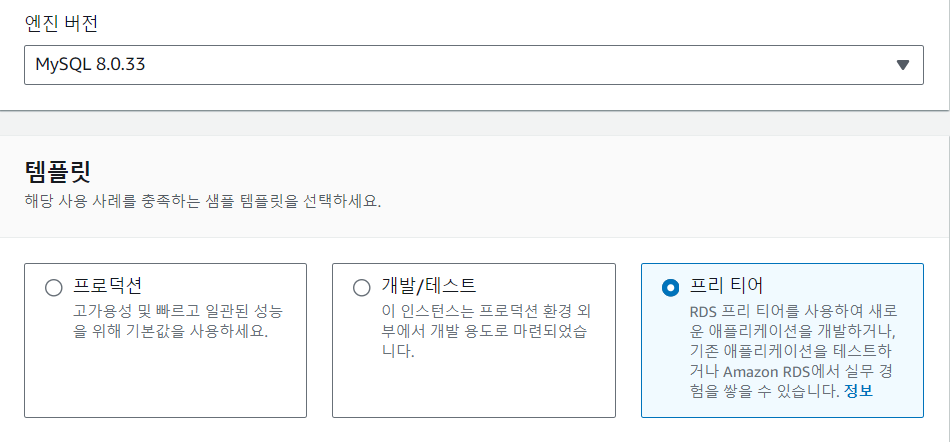 엔진 버전
MySQL 8.0.33
템플릿
해당 사용 사례를 충족하는 샘플 템플릿을 선택하세요.
프로덕션
고가용성 및 빠르고 일관된 성능
을 위해 기본값을 사용하세요.
개발/테스트
이 인스턴스는 프로덕션 환경 외
부에서 개발 용도로 마련되었습
니다.
프리 티어
RDS 프리 티어를 사용하여 새로
운 애플리케이션을 개발하거나,
기존 애플리케이션을 테스트하
거나 Amazon RDS에서 실무 경
험을 쌓을 수 있습니다. 정보